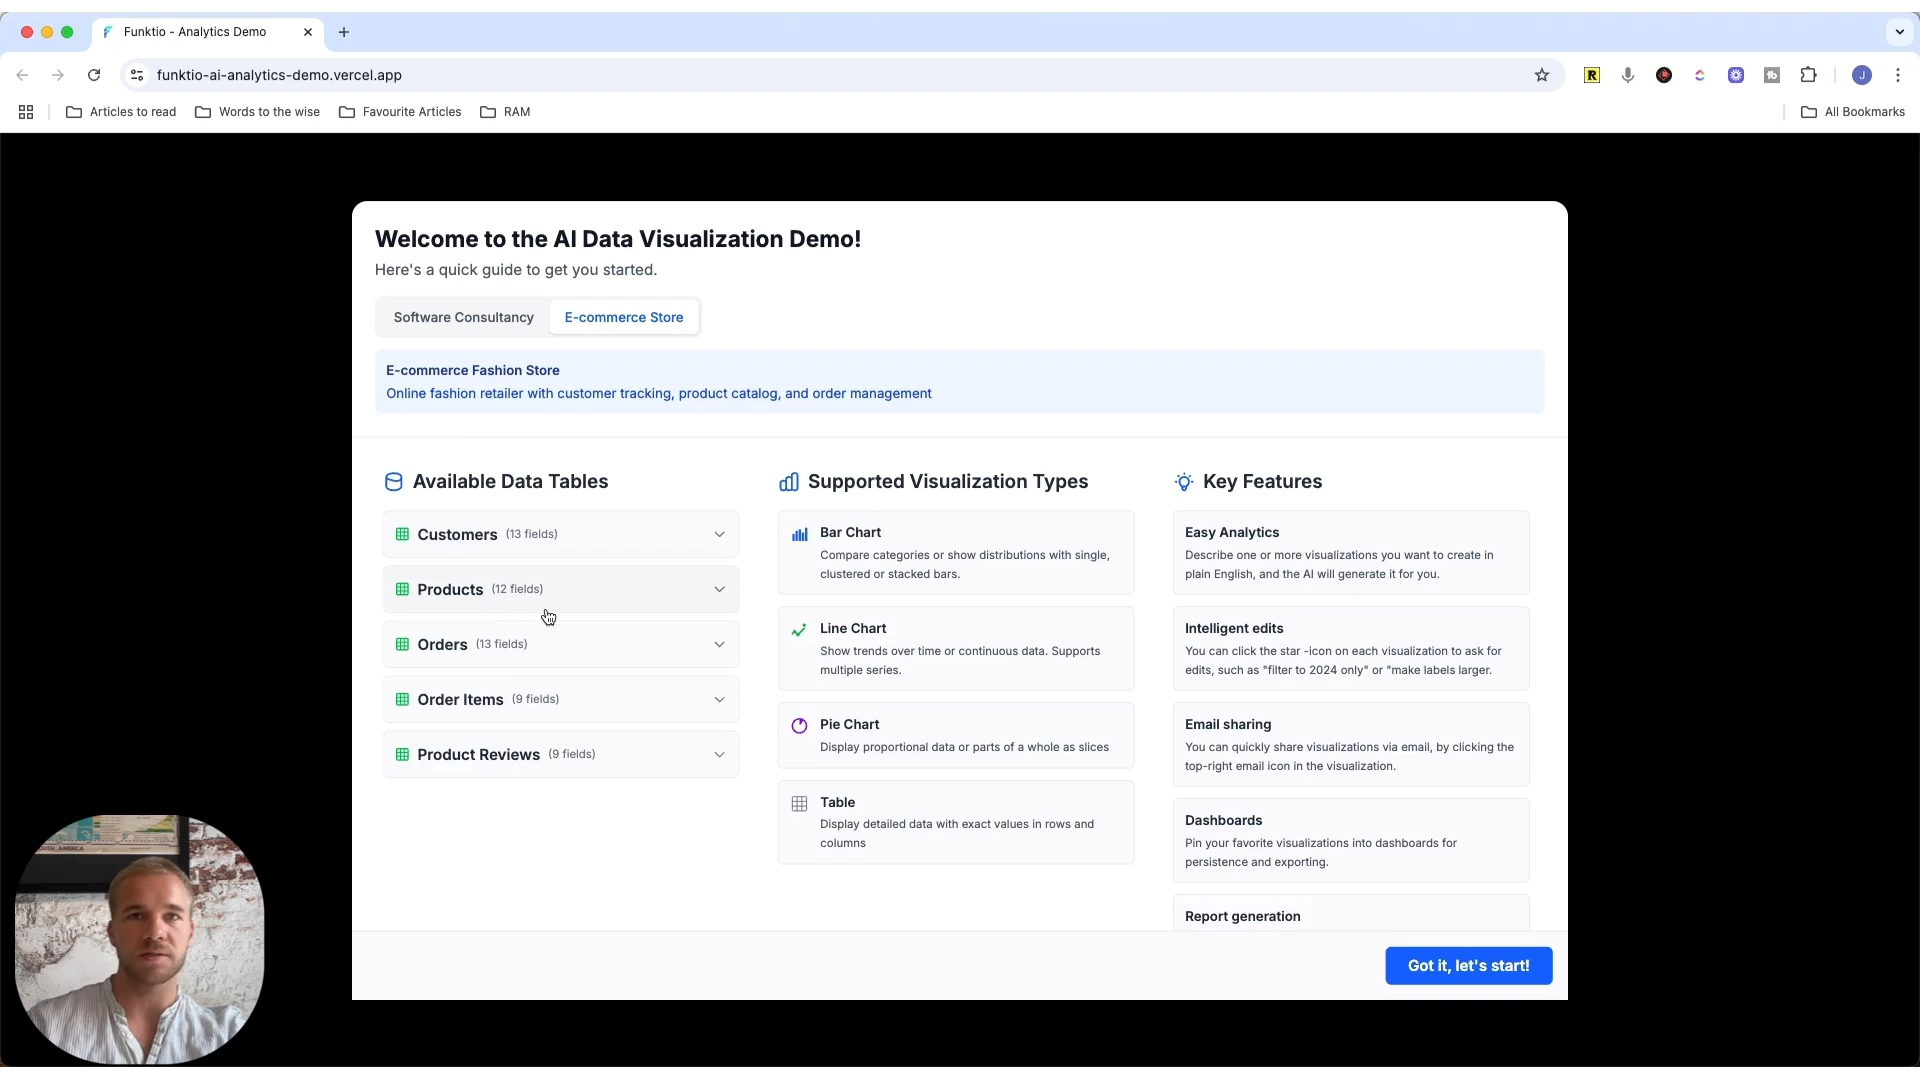 Funktio - Analytics Demo
funktio-ai-analytics-demo.vercel.app
R
fb
J
Articles to read
Words to the wise
Favourite Articles
RAM
All Bookmarks
Welcome to the AI Data Visualization Demo!
Here's a quick guide to get you started.
Software Consultancy
E-commerce Store
E-commerce Fashion Store
Online fashion retailer with customer tracking, product catalog, and order management
Available Data Tables
Customers (13 fields)
Products (12 fields)
Orders (13 fields)
Order Items (9 fields)
Product Reviews (9 fields)
Supported Visualization Types
Bar Chart
Compare categories or show distributions with single,
clustered or stacked bars.
Line Chart
Show trends over time or continuous data. Supports
multiple series.
Pie Chart
Display proportional data or parts of a whole as slices
Table
Display detailed data with exact values in rows and
columns
Key Features
Easy Analytics
Describe one or more visualizations you want to create in
plain English, and the AI will generate it for you.
Intelligent edits
You can click the star -icon on each visualization to ask for
edits, such as "filter to 2024 only" or "make labels larger.
Email sharing
You can quickly share visualizations via email, by clicking the
top-right email icon in the visualization.
Dashboards
Pin your favorite visualizations into dashboards for
persistence and exporting.
Report generation
Got it, let's start!
SOUTH AMERICA